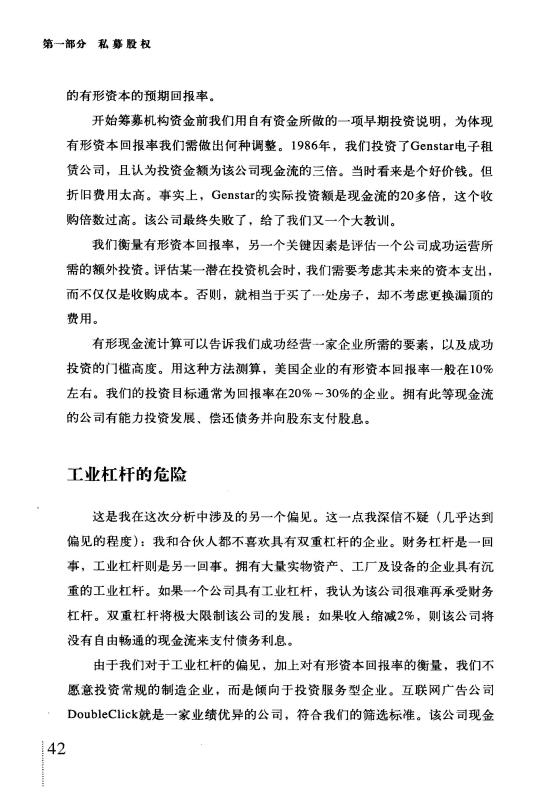 第一部分 私募股权
的有形资本的预期回报率。
开始筹募机构资金前我们用自有资金所做的一项早期投资说明，为体现
有形资本回报率我们需做出何种调整。1986年，我们投资了Genstar电子租
赁公司，且认为投资金额为该公司现金流的三倍。当时看来是个好价钱。但
折旧费用太高。事实上，Genstar的实际投资额是现金流的20多倍，这个收
购倍数过高。该公司最终失败了，给了我们又一个大教训。
我们衡量有形资本回报率，另一个关键因素是评估一个公司成功运营所
需的额外投资。评估某一潜在投资机会时，我们需要考虑其未来的资本支出，
而不仅仅是收购成本。否则，就相当于买了一处房子，却不考虑更换漏顶的
费用。
有形现金流计算可以告诉我们成功经营一家企业所需的要素，以及成功
投资的门槛高度。用这种方法测算，美国企业的有形资本回报率一般在10%
左右。我们的投资目标通常为回报率在20%～30%的企业。拥有此等现金流
的公司有能力投资发展、偿还债务并向股东支付股息。
工业杠杆的危险
这是我在这次分析中涉及的另一个偏见。这一点我深信不疑（几乎达到
偏见的程度）：我和合伙人都不喜欢具有双重杠杆的企业。财务杠杆是一回
事，工业杠杆则是另一回事。拥有大量实物资产、工厂及设备的企业具有沉
重的工业杠杆。如果一个公司具有工业杠杆，我认为该公司很难再承受财务
杠杆。双重杠杆将极大限制该公司的发展；如果收入缩减2%，则该公司将
没有自由畅通的现金流来支付债务利息。
由于我们对于工业杠杆的偏见，加上对有形资本回报率的衡量，我们不
愿意投资常规的制造企业，而是倾向于投资服务型企业。互联网广告公司
DoubleClick就是一家业绩优异的公司，符合我们的筛选标准。该公司现金
42